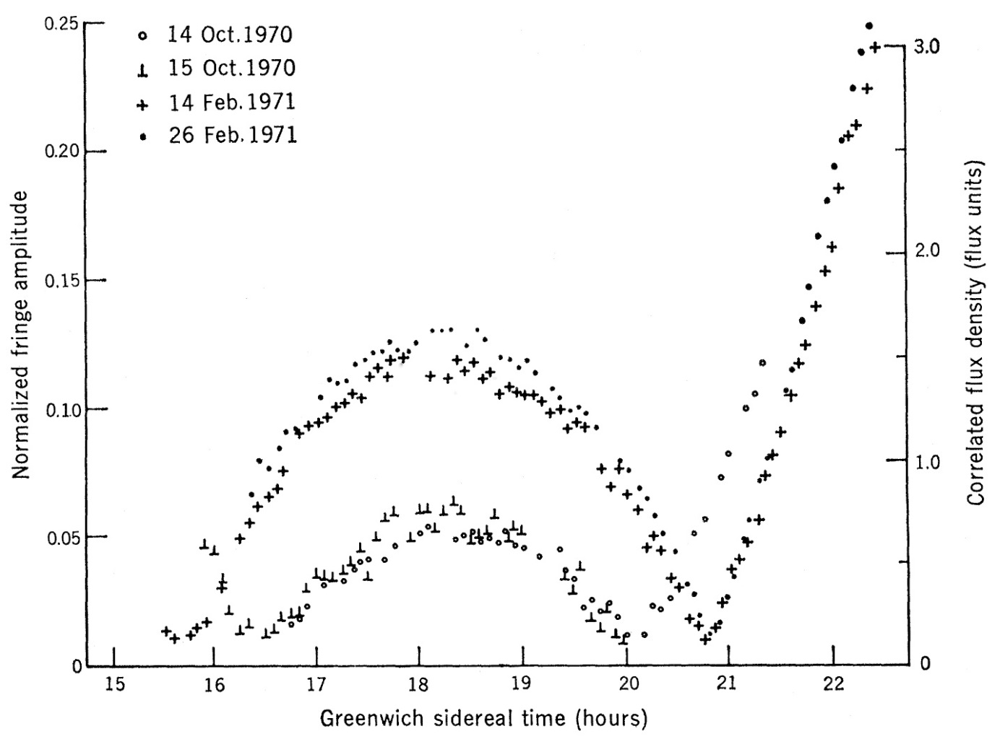 0.25
0.20
0.15
0.10
0.05
0
Normalized fringe amplitude
14 Oct.1970
15 Oct.1970
14 Feb.1971
26 Feb.1971
3.0
2.0
1.0
0
Correlated flux density (flux units)
15 16 17 18 19 20 21 22
Greenwich sidereal time (hours)